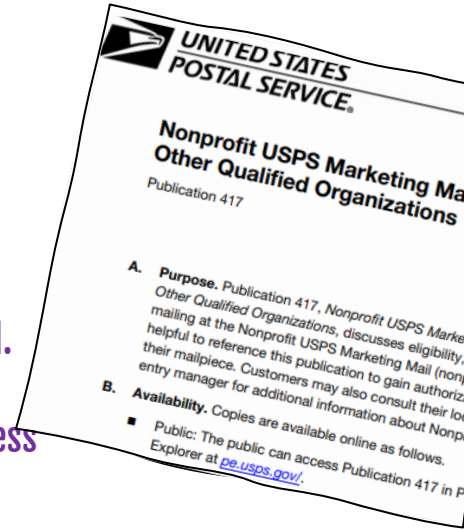 UNITED STATES
POSTAL SERVICE®
Nonprofit USPS Marketing Ma
Other Qualified Organizations
Publication 417
A. Purpose. Publication 417, Nonprofit USPS Marke
Other Qualified Organizations, discusses eligibility,
mailing at the Nonprofit USPS Marketing Mail (nonp
helpful to reference this publication to gain authoriz
their mailpiece. Customers may also consult their loc
entry manager for additional information about Nonpr
B. Availability. Copies are available online as follows.
■ Public: The public can access Publication 417 in P
Explorer at pe.usps.gov/.
l.
ess